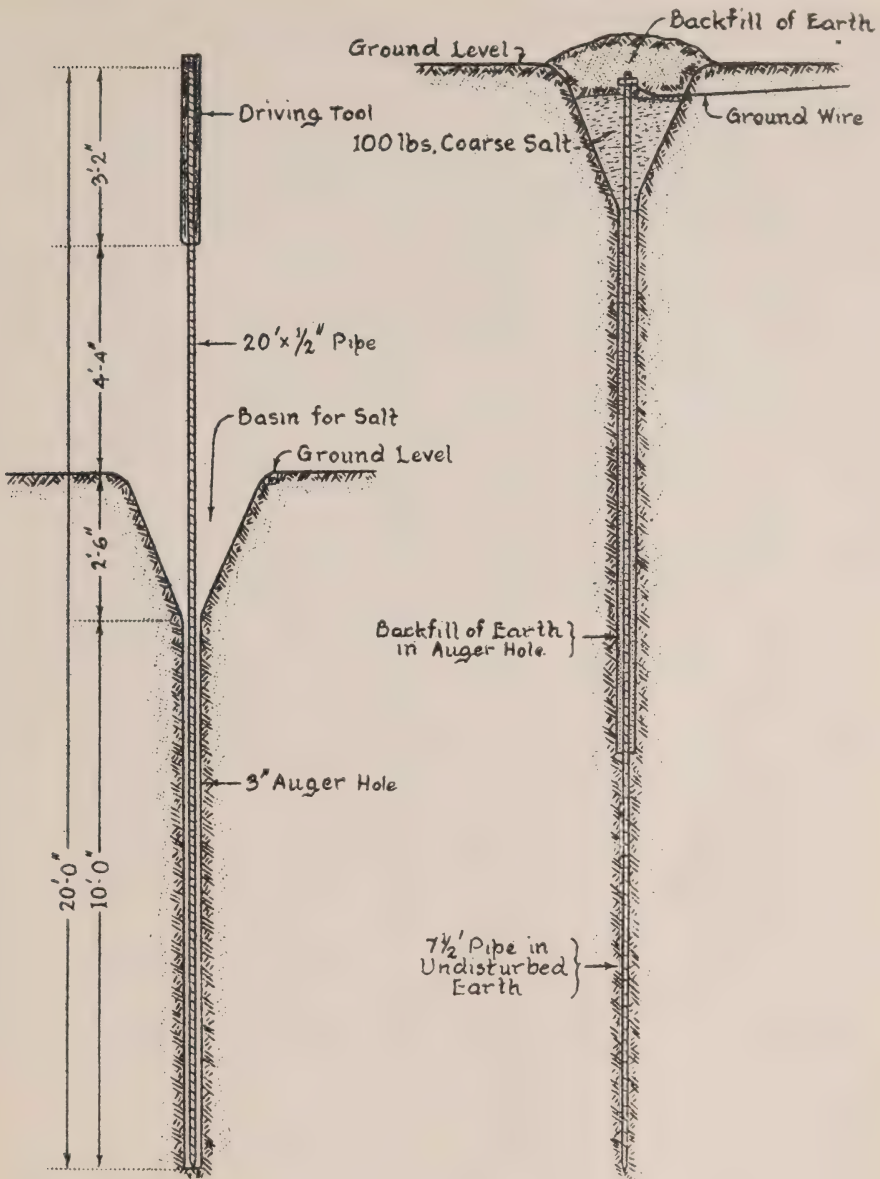 Driving Tool
3'-2"
20'×½" Pipe
4'-4"
Basin for Salt
Ground Level
2'-6"
3" Auger Hole
20'-0"
10'-0"
Backfill of Earth
Ground Level
Ground Wire
100 lbs. Coarse Salt
Backfill of Earth
in Auger Hole.
7½' Pipe in
Undisturbed
Earth